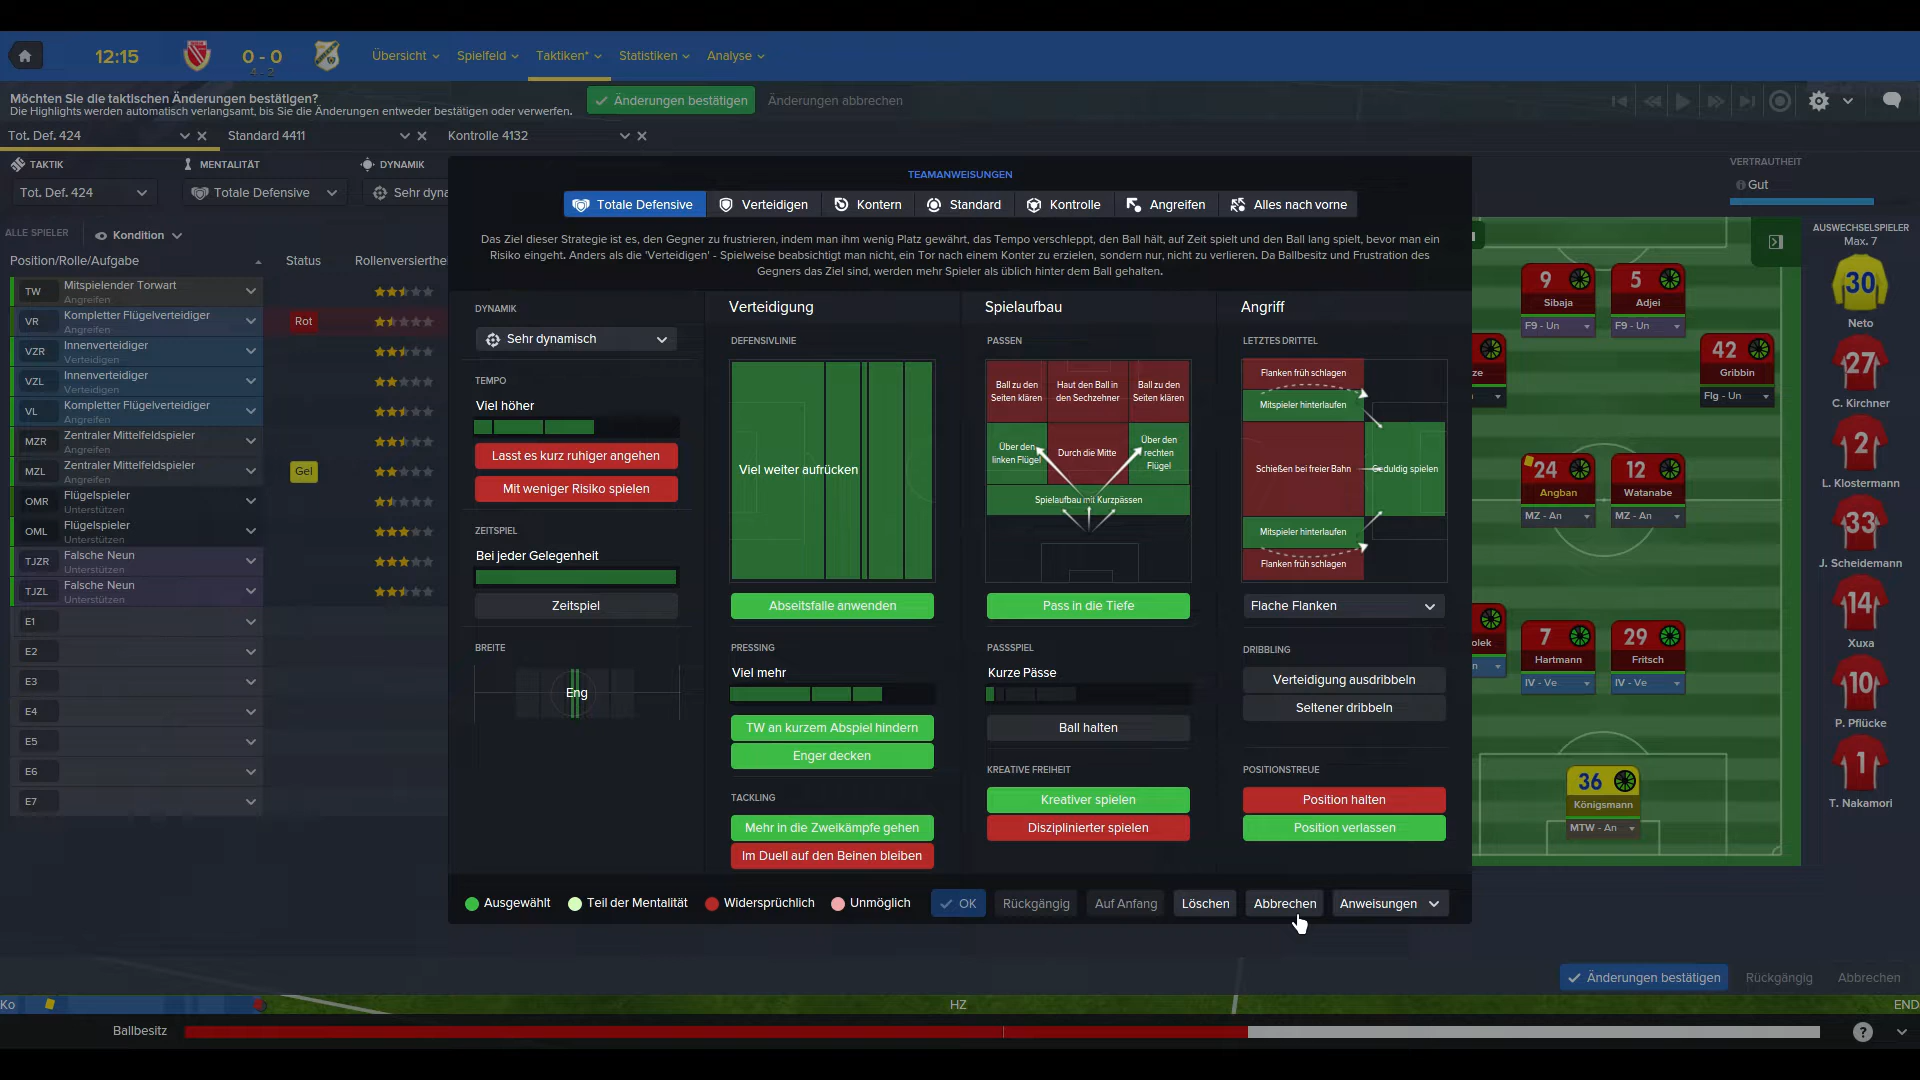 12:15
0 - 0
4 - 2
Übersicht
Spielfeld
Taktiken*
Statistiken
Analyse
Möchten Sie die taktischen Änderungen bestätigen?
Die Highlights werden automatisch verlangsamt, bis Sie die Änderungen entweder bestätigen oder verwerfen.
Änderungen bestätigen
Änderungen abbrechen
Tot. Def. 424
Standard 4411
Kontrolle 4132
TAKTIK
MENTALITÄT
DYNAMIK
Tot. Def. 424
Totale Defensive
Sehr dyna
VERTRAUTHEIT
Gut
ALLE SPIELER
Kondition
Position/Rolle/Aufgabe
Status
Rollenversierthe
TW
Mitspielender Torwart
Angreifen
VR
Kompletter Flügelverteidiger
Angreifen
Rot
VZR
Innenverteidiger
Verteidigen
VZL
Innenverteidiger
Verteidigen
VL
Kompletter Flügelverteidiger
Angreifen
MZR
Zentraler Mittelfeldspieler
Angreifen
MZL
Zentraler Mittelfeldspieler
Angreifen
Gel
OMR
Flügelspieler
Unterstützen
OML
Flügelspieler
Unterstützen
TJZR
Falsche Neun
Unterstützen
TJZL
Falsche Neun
Unterstützen
E1
E2
E3
E4
E5
E6
E7
TEAMANWEISUNGEN
Totale Defensive
Verteidigen
Kontern
Standard
Kontrolle
Angreifen
Alles nach vorne
Das Ziel dieser Strategie ist es, den Gegner zu frustrieren, indem man ihm wenig Platz gewährt, das Tempo verschleppt, den Ball hält, auf Zeit spielt und den Ball lang spielt, bevor man ein
Risiko eingeht. Anders als die 'Verteidigen' - Spielweise beabsichtigt man nicht, ein Tor nach einem Konter zu erzielen, sondern nur, nicht zu verlieren. Da Ballbesitz und Frustration des
Gegners das Ziel sind, werden mehr Spieler als üblich hinter dem Ball gehalten.
DYNAMIK
Sehr dynamisch
TEMPO
Viel höher
Lasst es kurz ruhiger angehen
Mit weniger Risiko spielen
ZEITSPIEL
Bei jeder Gelegenheit
Zeitspiel
BREITE
Eng
Verteidigung
DEFENSIVLINIE
Viel weiter aufrücken
Abseitsfalle anwenden
PRESSING
Viel mehr
TW an kurzem Abspiel hindern
Enger decken
TACKLING
Mehr in die Zweikämpfe gehen
Im Duell auf den Beinen bleiben
Spielaufbau
PASSEN
Ball zu den
Seiten klären
Haut den Ball in
den Sechzehner
Ball zu den
Seiten klären
Über den
linken Flügel
Durch die Mitte
Über den
rechten
Flügel
Spielaufbau mit Kurzpässen
Pass in die Tiefe
PASSSPIEL
Kurze Pässe
Ball halten
KREATIVE FREIHEIT
Kreativer spielen
Disziplinierter spielen
Angriff
LETZTES DRITTEL
Flanken früh schlagen
Mitspieler hinterlaufen
Schießen bei freier Bahn
Geduldig spielen
Mitspieler hinterlaufen
Flanken früh schlagen
Flache Flanken
DRIBBLING
Verteidigung ausdribbeln
Seltener dribbeln
POSITIONSTREUE
Position halten
Position verlassen
Ausgewählt
Teil der Mentalität
Widersprüchlich
Unmöglich
OK
Rückgängig
Auf Anfang
Löschen
Abbrechen
Anweisungen
9
Sibaja
F9 - Un
5
Adjei
F9 - Un
ze
42
Gribbin
Flg - Un
24
Angban
MZ - An
12
Watanabe
MZ - An
olek
n
7
Hartmann
IV - Ve
29
Fritsch
IV - Ve
36
Königsmann
MTW - An
AUSWECHSELSPIELER
Max. 7
30
Neto
27
C. Kirchner
2
L. Klostermann
33
J. Scheidemann
14
Xuxa
10
P. Pflücke
1
T. Nakamori
Änderungen bestätigen
Rückgängig
Abbrechen
Ko
HZ
END
Ballbesitz
?